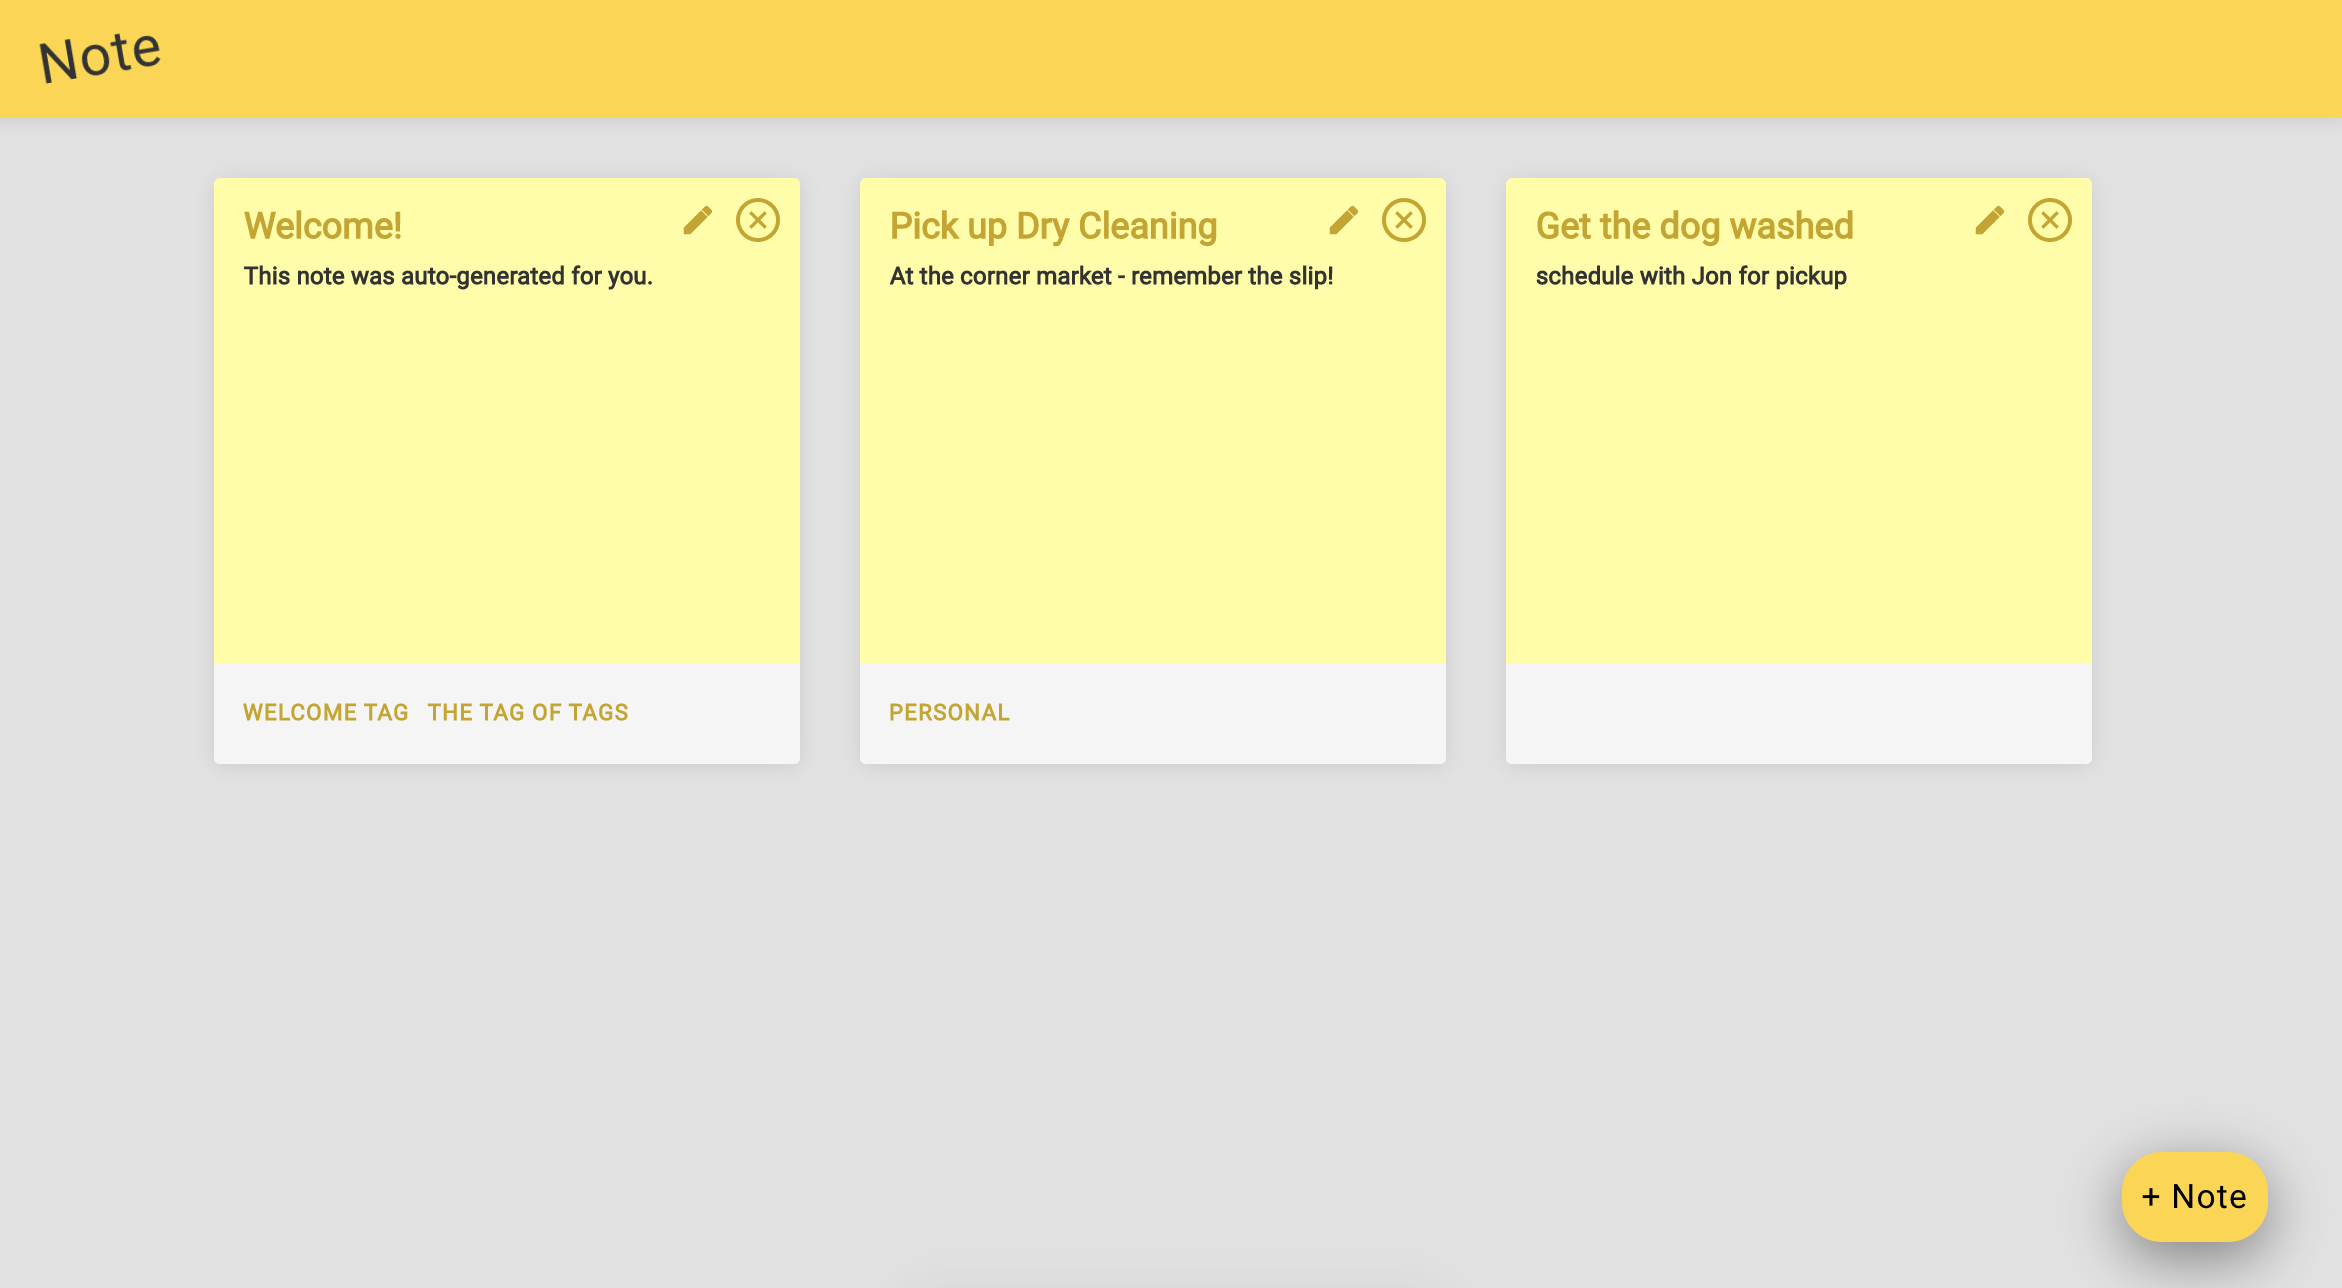 Note
Welcome!
This note was auto-generated for you.
WELCOME TAG THE TAG OF TAGS
Pick up Dry Cleaning
At the corner market - remember the slip!
PERSONAL
Get the dog washed
schedule with Jon for pickup
+ Note